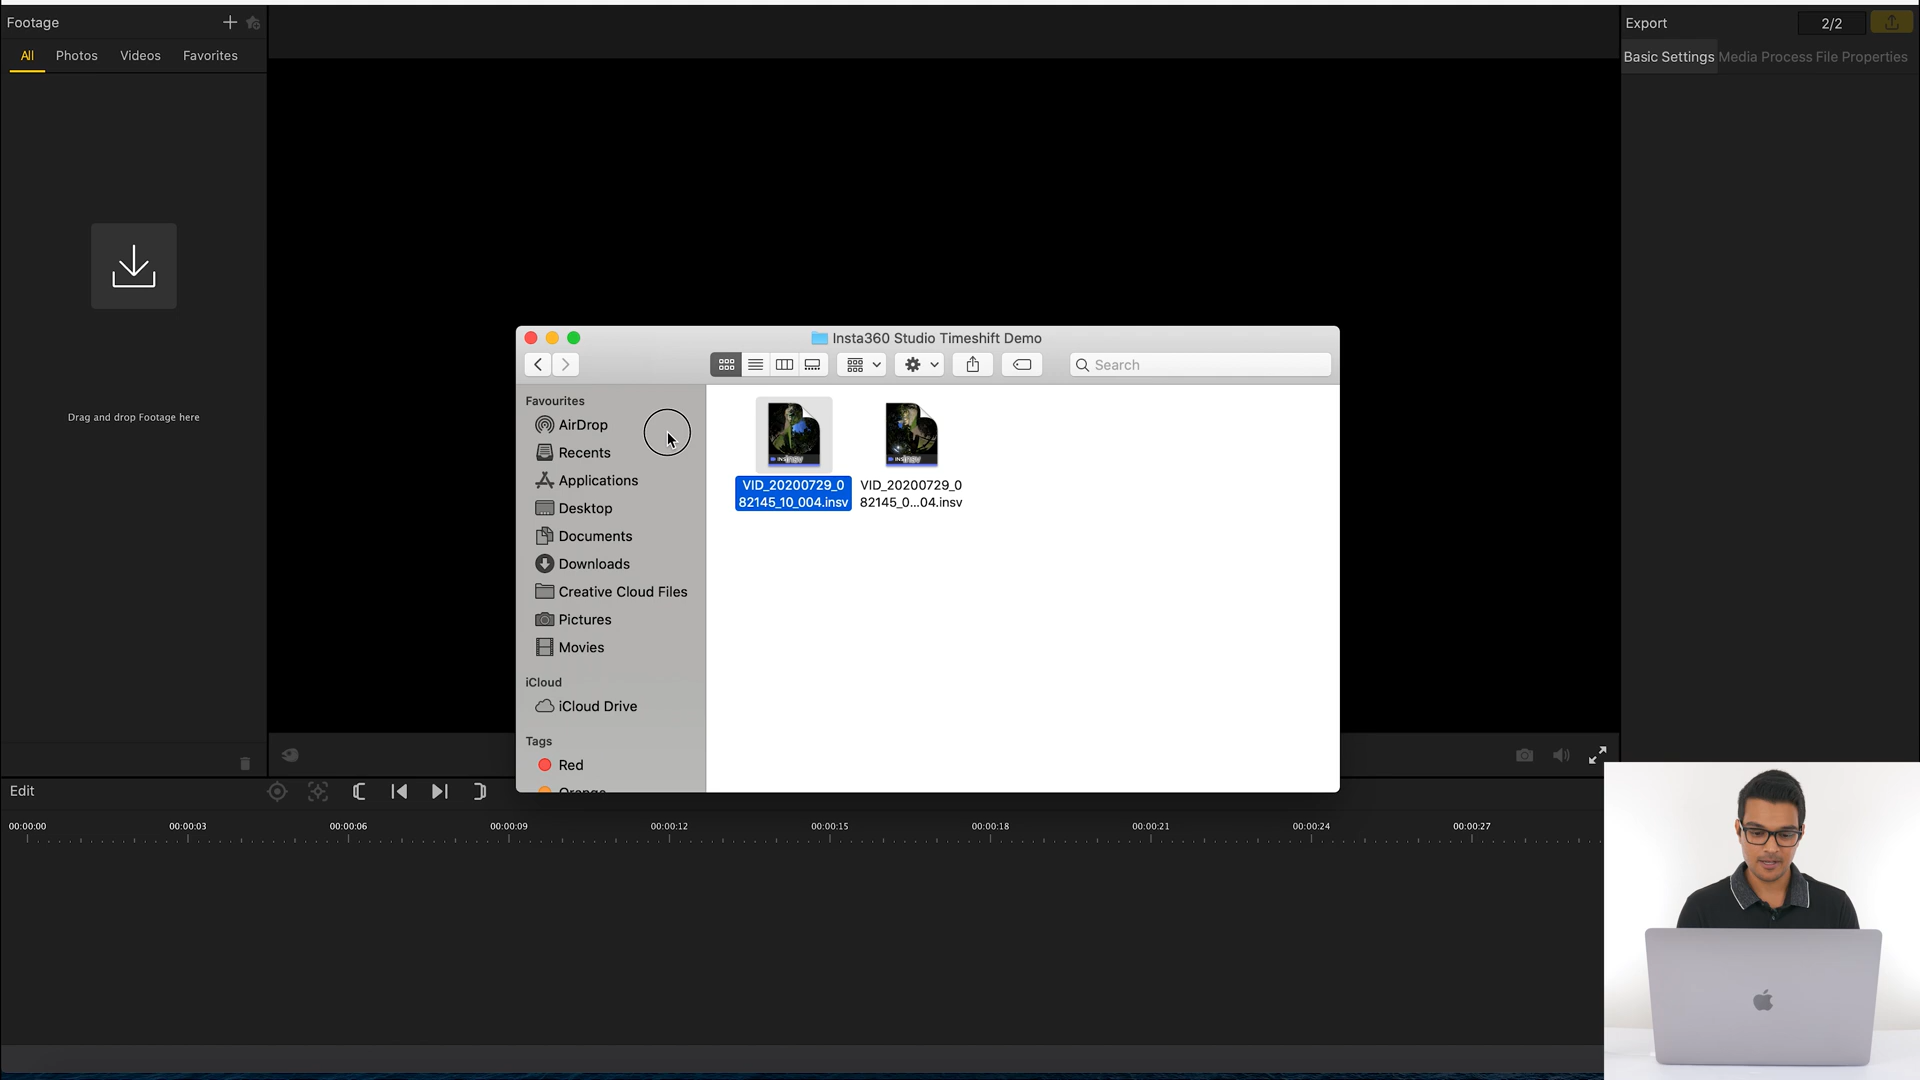 Footage
All Photos Videos Favorites
Drag and drop Footage here
Export 2/2
Basic Settings Media Process File Properties
Insta360 Studio Timeshift Demo
Search
Favourites
AirDrop
Recents
Applications
Desktop
Documents
Downloads
Creative Cloud Files
Pictures
Movies
iCloud
iCloud Drive
Tags
Red
Orange
VID_20200729_0
82145_10_004.insv
VID_20200729_0
82145_0...04.insv
Edit
00:00:00 00:00:03 00:00:06 00:00:09 00:00:12 00:00:15 00:00:18 00:00:21 00:00:24 00:00:27